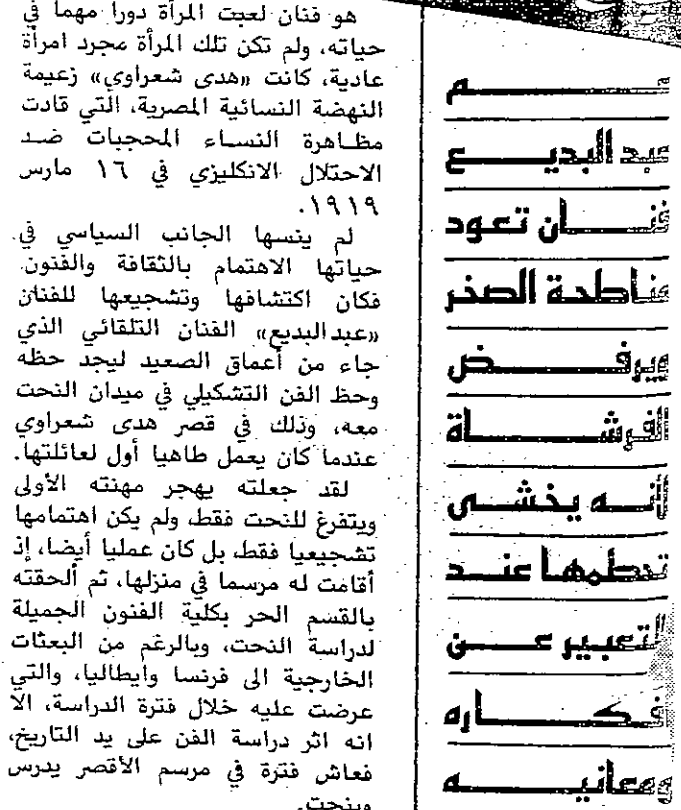 هو فنان لعبت المرأة دورا مهما في
حياته، ولم تكن تلك المرأة مجرد امرأة
عادية، كانت «هدى شعراوي» زعيمة
النهضة النسائية المصرية، التي قادت
مظاهرة النساء المحجبات ضد
الاحتلال الانكليزي في ١٦ مارس
١٩١٩.
لم ينسها الجانب السياسي في
حياتها الاهتمام بالثقافة والفنون
فكان اكتشافها وتشجيعها للفنان
«عبدالبديع» الفنان التلقائي الذي
جاء من أعماق الصعيد ليجد حظه
وحظ الفن التشكيلي في ميدان النحت
معه، وذلك في قصر هدى شعراوي
عندما كان يعمل طاهيا أول لعائلتها.
لقد جعلته يهجر مهنته الأولى
ويتفرغ للنحت فقط، ولم يكن اهتمامها
تشجيعيا فقط، بل كان عمليا أيضا، إذ
أقامت له مرسما في منزلها، ثم ألحقته
بالقسم الحر بكلية الفنون الجميلة
لدراسة النحت، وبالرغم من البعثات
الخارجية الى فرنسا وايطاليا، والتي
عرضت عليه خلال فترة الدراسة، الا
انه اثر دراسة الفن على يد التاريخ،
فعاش فترة في مرسم الأقصر يدرس
وينحت.
عبد البديع
فنان تعود
مناطحة الصخر
ويرفض
الفرشاة
لأنه يخشى
تحطمها عند
التعبير عن
أفكاره
ومعانيه